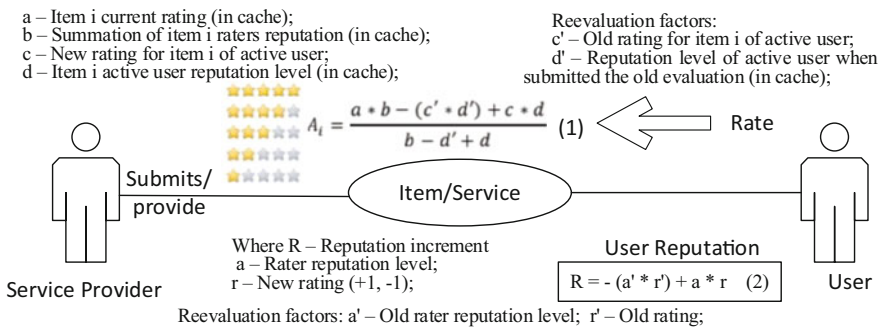 a – Item i current rating (in cache);
b – Summation of item i raters reputation (in cache);
c – New rating for item i of active user;
d – Item i active user reputation level (in cache);
Reevaluation factors:
c' – Old rating for item i of active user;
d' – Reputation level of active user when
submitted the old evaluation (in cache);
A_i = \frac{a * b − (c' * d') + c * d}{b − d' + d} (1)
Rate
Submits/
provide
Item/Service
Where R – Reputation increment
a – Rater reputation level;
r – New rating (+1, -1);
User Reputation
R = - (a' * r') + a * r (2)
Service Provider
User
Reevaluation factors: a' – Old rater reputation level; r' – Old rating;